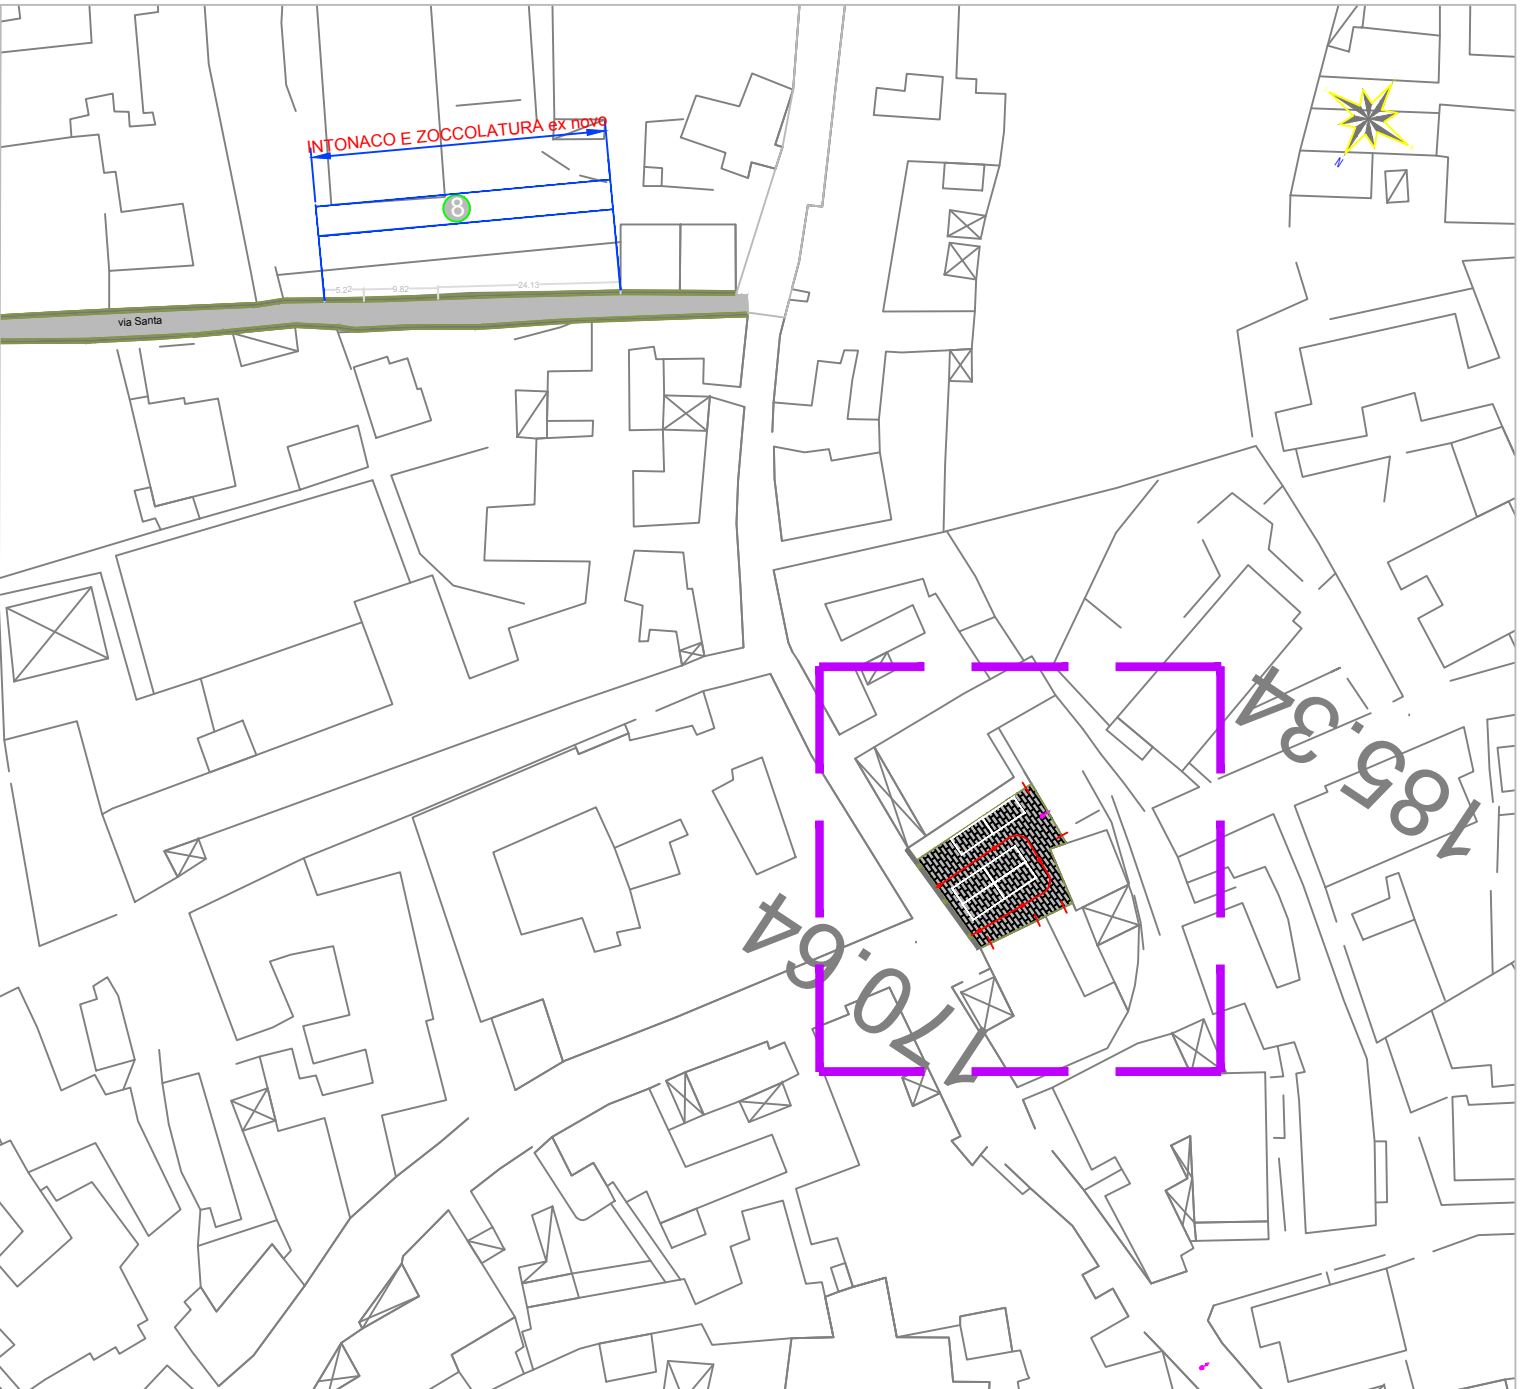 INTONACO E ZOCCOLATURA ex novo
N
8
5.22 9.82 24.13
via Santa
185.34
170.64